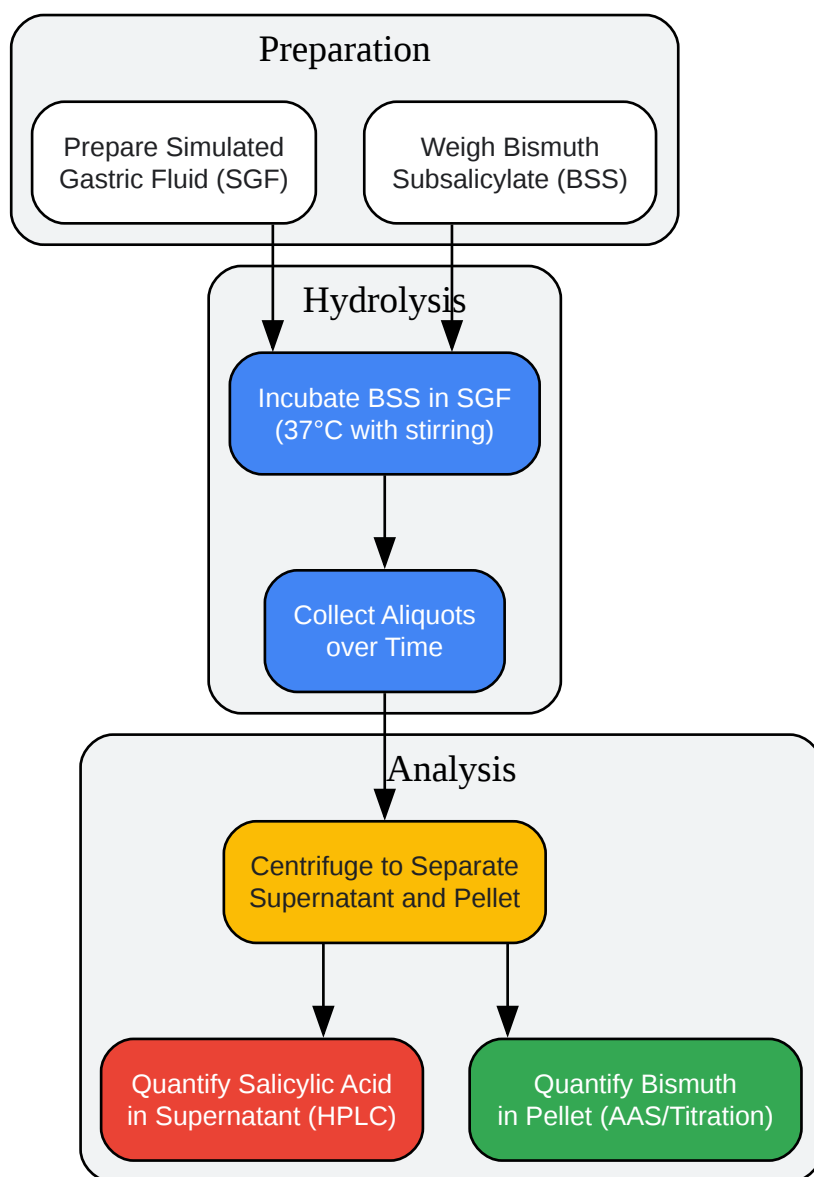 Preparation
Prepare Simulated
Gastric Fluid (SGF)
Weigh Bismuth
Subsalicylate (BSS)
Hydrolysis
Incubate BSS in SGF
(37°C with stirring)
Collect Aliquots
over Time
Analysis
Centrifuge to Separate
Supernatant and Pellet
Quantify Salicylic Acid
in Supernatant (HPLC)
Quantify Bismuth
in Pellet (AAS/Titration)